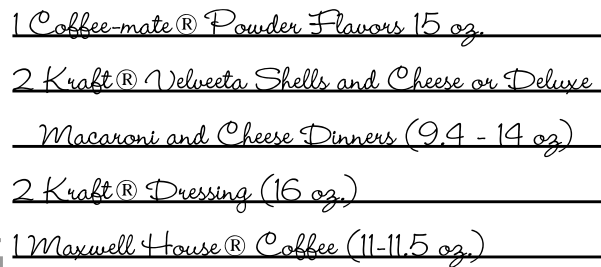 1 Coffee-mate® Powder Flavors 15 oz.
2 Kraft® Velveeta Shells and Cheese or Deluxe
Macaroni and Cheese Dinners (9.4 - 14 oz)
2 Kraft® Dressing (16 oz.)
1 Maxwell House® Coffee (11-11.5 oz.)